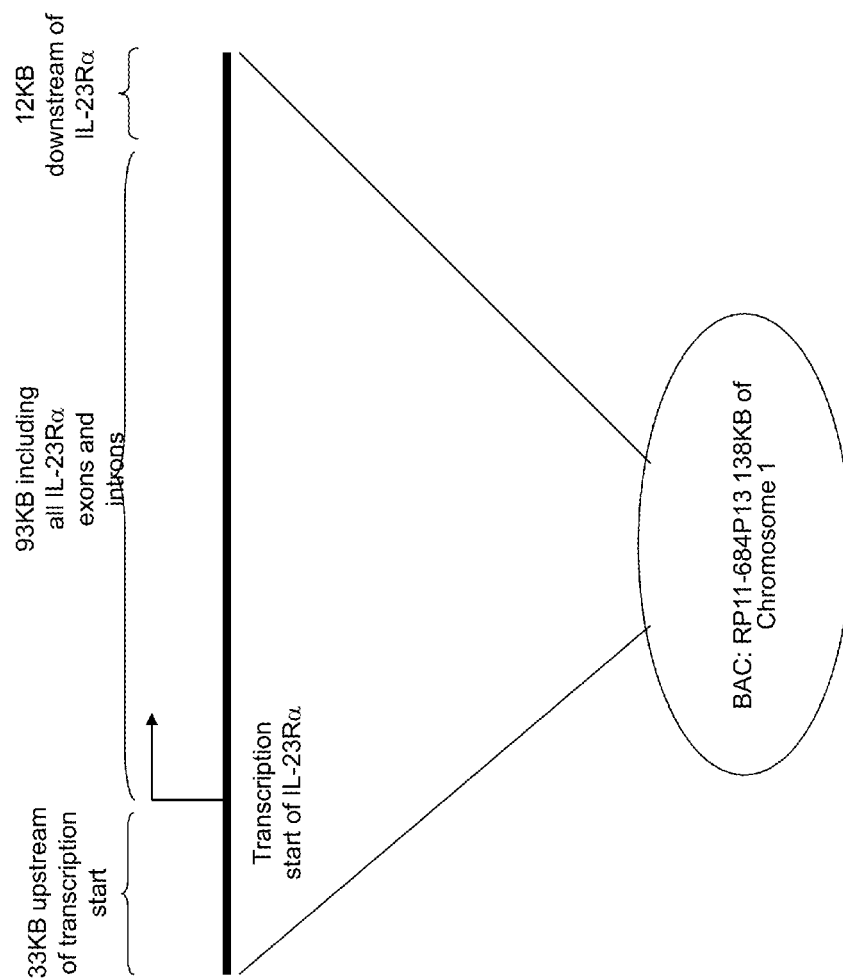 33KB upstream
of transcription
start
93KB including
all IL-23Rα
exons and
introns
12KB
downstream of
IL-23Rα
Transcription
start of IL-23Rα
BAC: RP11-684P13 138KB of
Chromosome 1